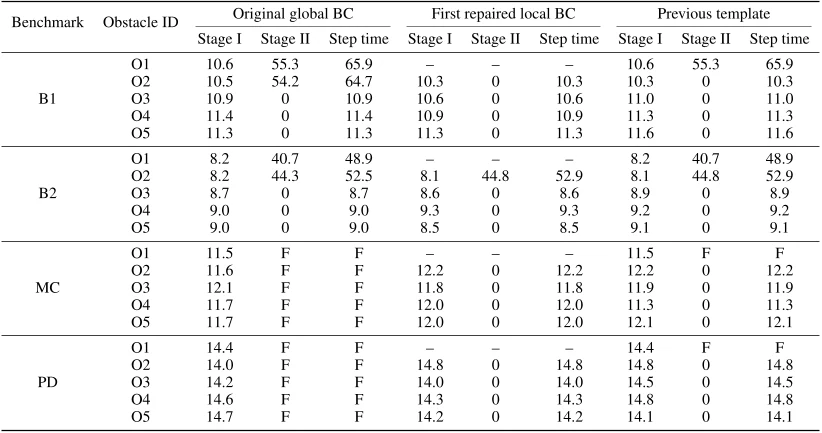 Benchmark Obstacle ID Original global BC First repaired local BC Previous template
Stage I Stage II Step time Stage I Stage II Step time Stage I Stage II Step time
O1 10.6 55.3 65.9 – – – 10.6 55.3 65.9
O2 10.5 54.2 64.7 10.3 0 10.3 10.3 0 10.3
B1 O3 10.9 0 10.9 10.6 0 10.6 11.0 0 11.0
O4 11.4 0 11.4 10.9 0 10.9 11.3 0 11.3
O5 11.3 0 11.3 11.3 0 11.3 11.6 0 11.6
O1 8.2 40.7 48.9 – – – 8.2 40.7 48.9
O2 8.2 44.3 52.5 8.1 44.8 52.9 8.1 44.8 52.9
B2 O3 8.7 0 8.7 8.6 0 8.6 8.9 0 8.9
O4 9.0 0 9.0 9.3 0 9.3 9.2 0 9.2
O5 9.0 0 9.0 8.5 0 8.5 9.1 0 9.1
O1 11.5 F F – – – 11.5 F F
O2 11.6 F F 12.2 0 12.2 12.2 0 12.2
MC O3 12.1 F F 11.8 0 11.8 11.9 0 11.9
O4 11.7 F F 12.0 0 12.0 11.3 0 11.3
O5 11.7 F F 12.0 0 12.0 12.1 0 12.1
O1 14.4 F F – – – 14.4 F F
O2 14.0 F F 14.8 0 14.8 14.8 0 14.8
PD O3 14.2 F F 14.0 0 14.0 14.5 0 14.5
O4 14.6 F F 14.3 0 14.3 14.8 0 14.8
O5 14.7 F F 14.2 0 14.2 14.1 0 14.1